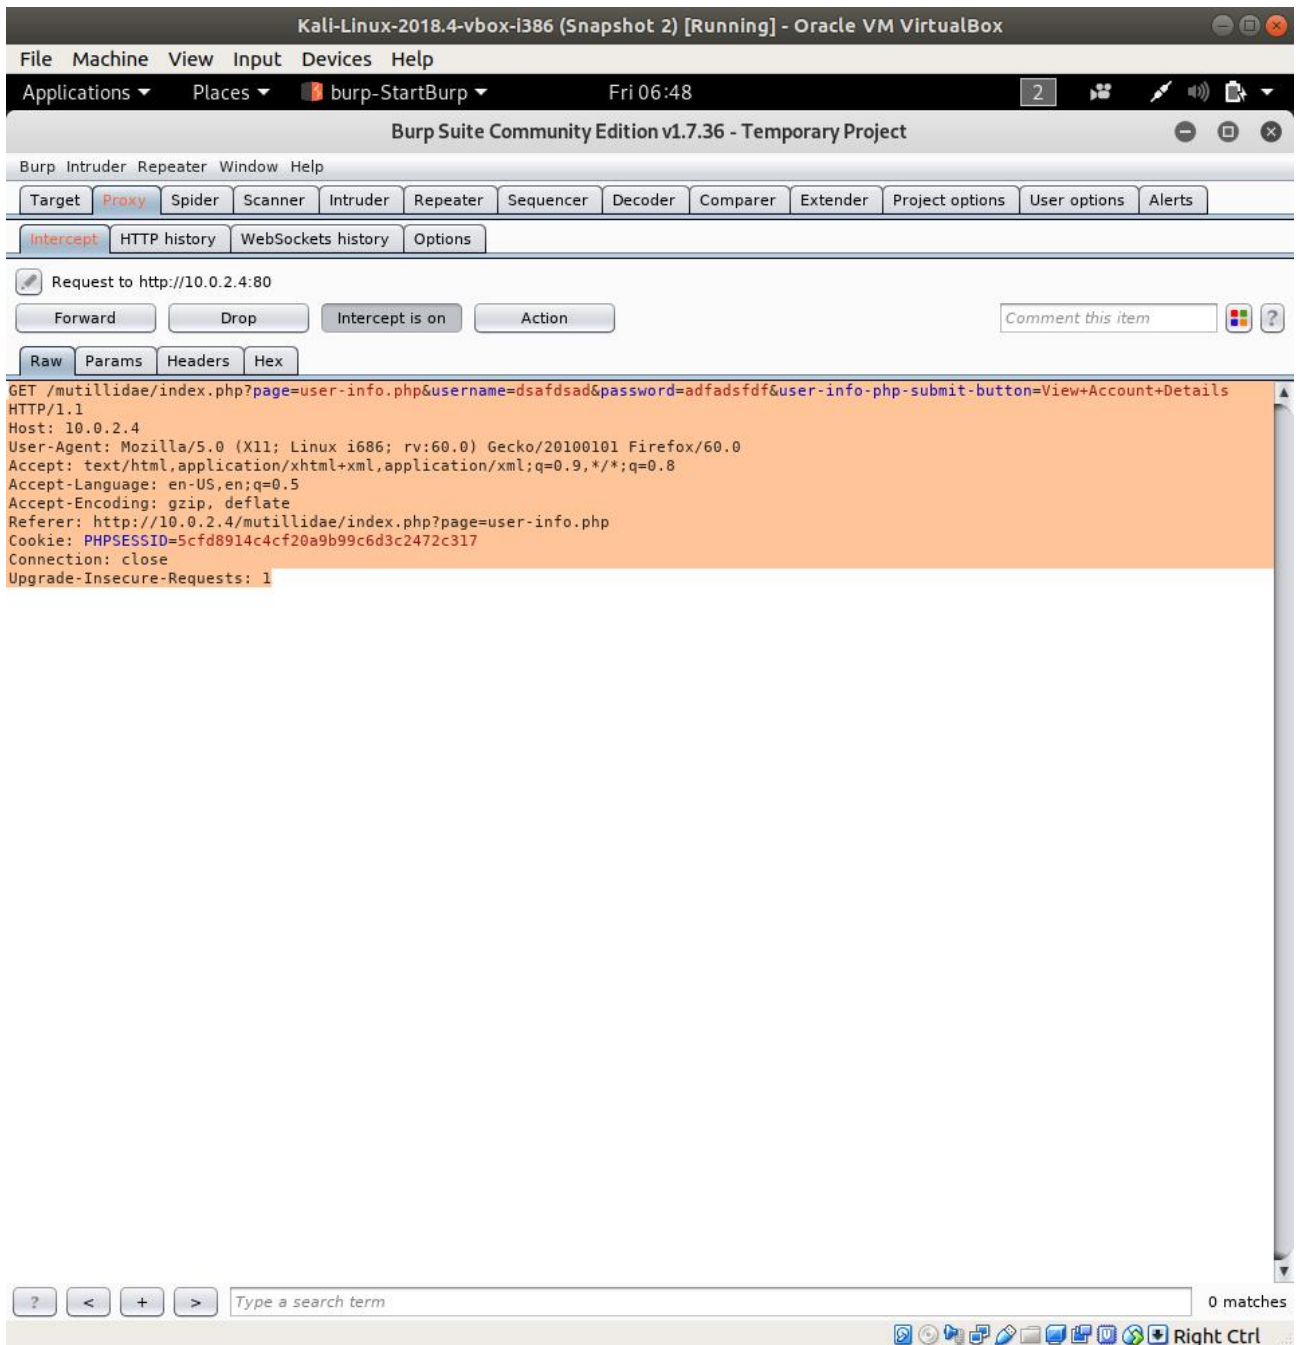 Kali-Linux-2018.4-vbox-i386 (Snapshot 2) [Running] - Oracle VM VirtualBox
File Machine View Input Devices Help
Applications Places burp-StartBurp Fri 06:48 2
Burp Suite Community Edition v1.7.36 - Temporary Project
Burp Intruder Repeater Window Help
Target Proxy Spider Scanner Intruder Repeater Sequencer Decoder Comparer Extender Project options User options Alerts
Intercept HTTP history WebSockets history Options
Request to http://10.0.2.4:80
Forward Drop Intercept is on Action Comment this item ?
Raw Params Headers Hex
GET /mutillidae/index.php?page=user-info.php&username=dsafdsad&password=adfadsfdf&user-info-php-submit-button=View+Account+Details
HTTP/1.1
Host: 10.0.2.4
User-Agent: Mozilla/5.0 (X11; Linux i686; rv:60.0) Gecko/20100101 Firefox/60.0
Accept: text/html,application/xhtml+xml,application/xml;q=0.9,*/*;q=0.8
Accept-Language: en-US,en;q=0.5
Accept-Encoding: gzip, deflate
Referer: http://10.0.2.4/mutillidae/index.php?page=user-info.php
Cookie: PHPSESSID=5cfd8914c4cf20a9b99c6d3c2472c317
Connection: close
Upgrade-Insecure-Requests: 1
? < + > Type a search term 0 matches
Right Ctrl